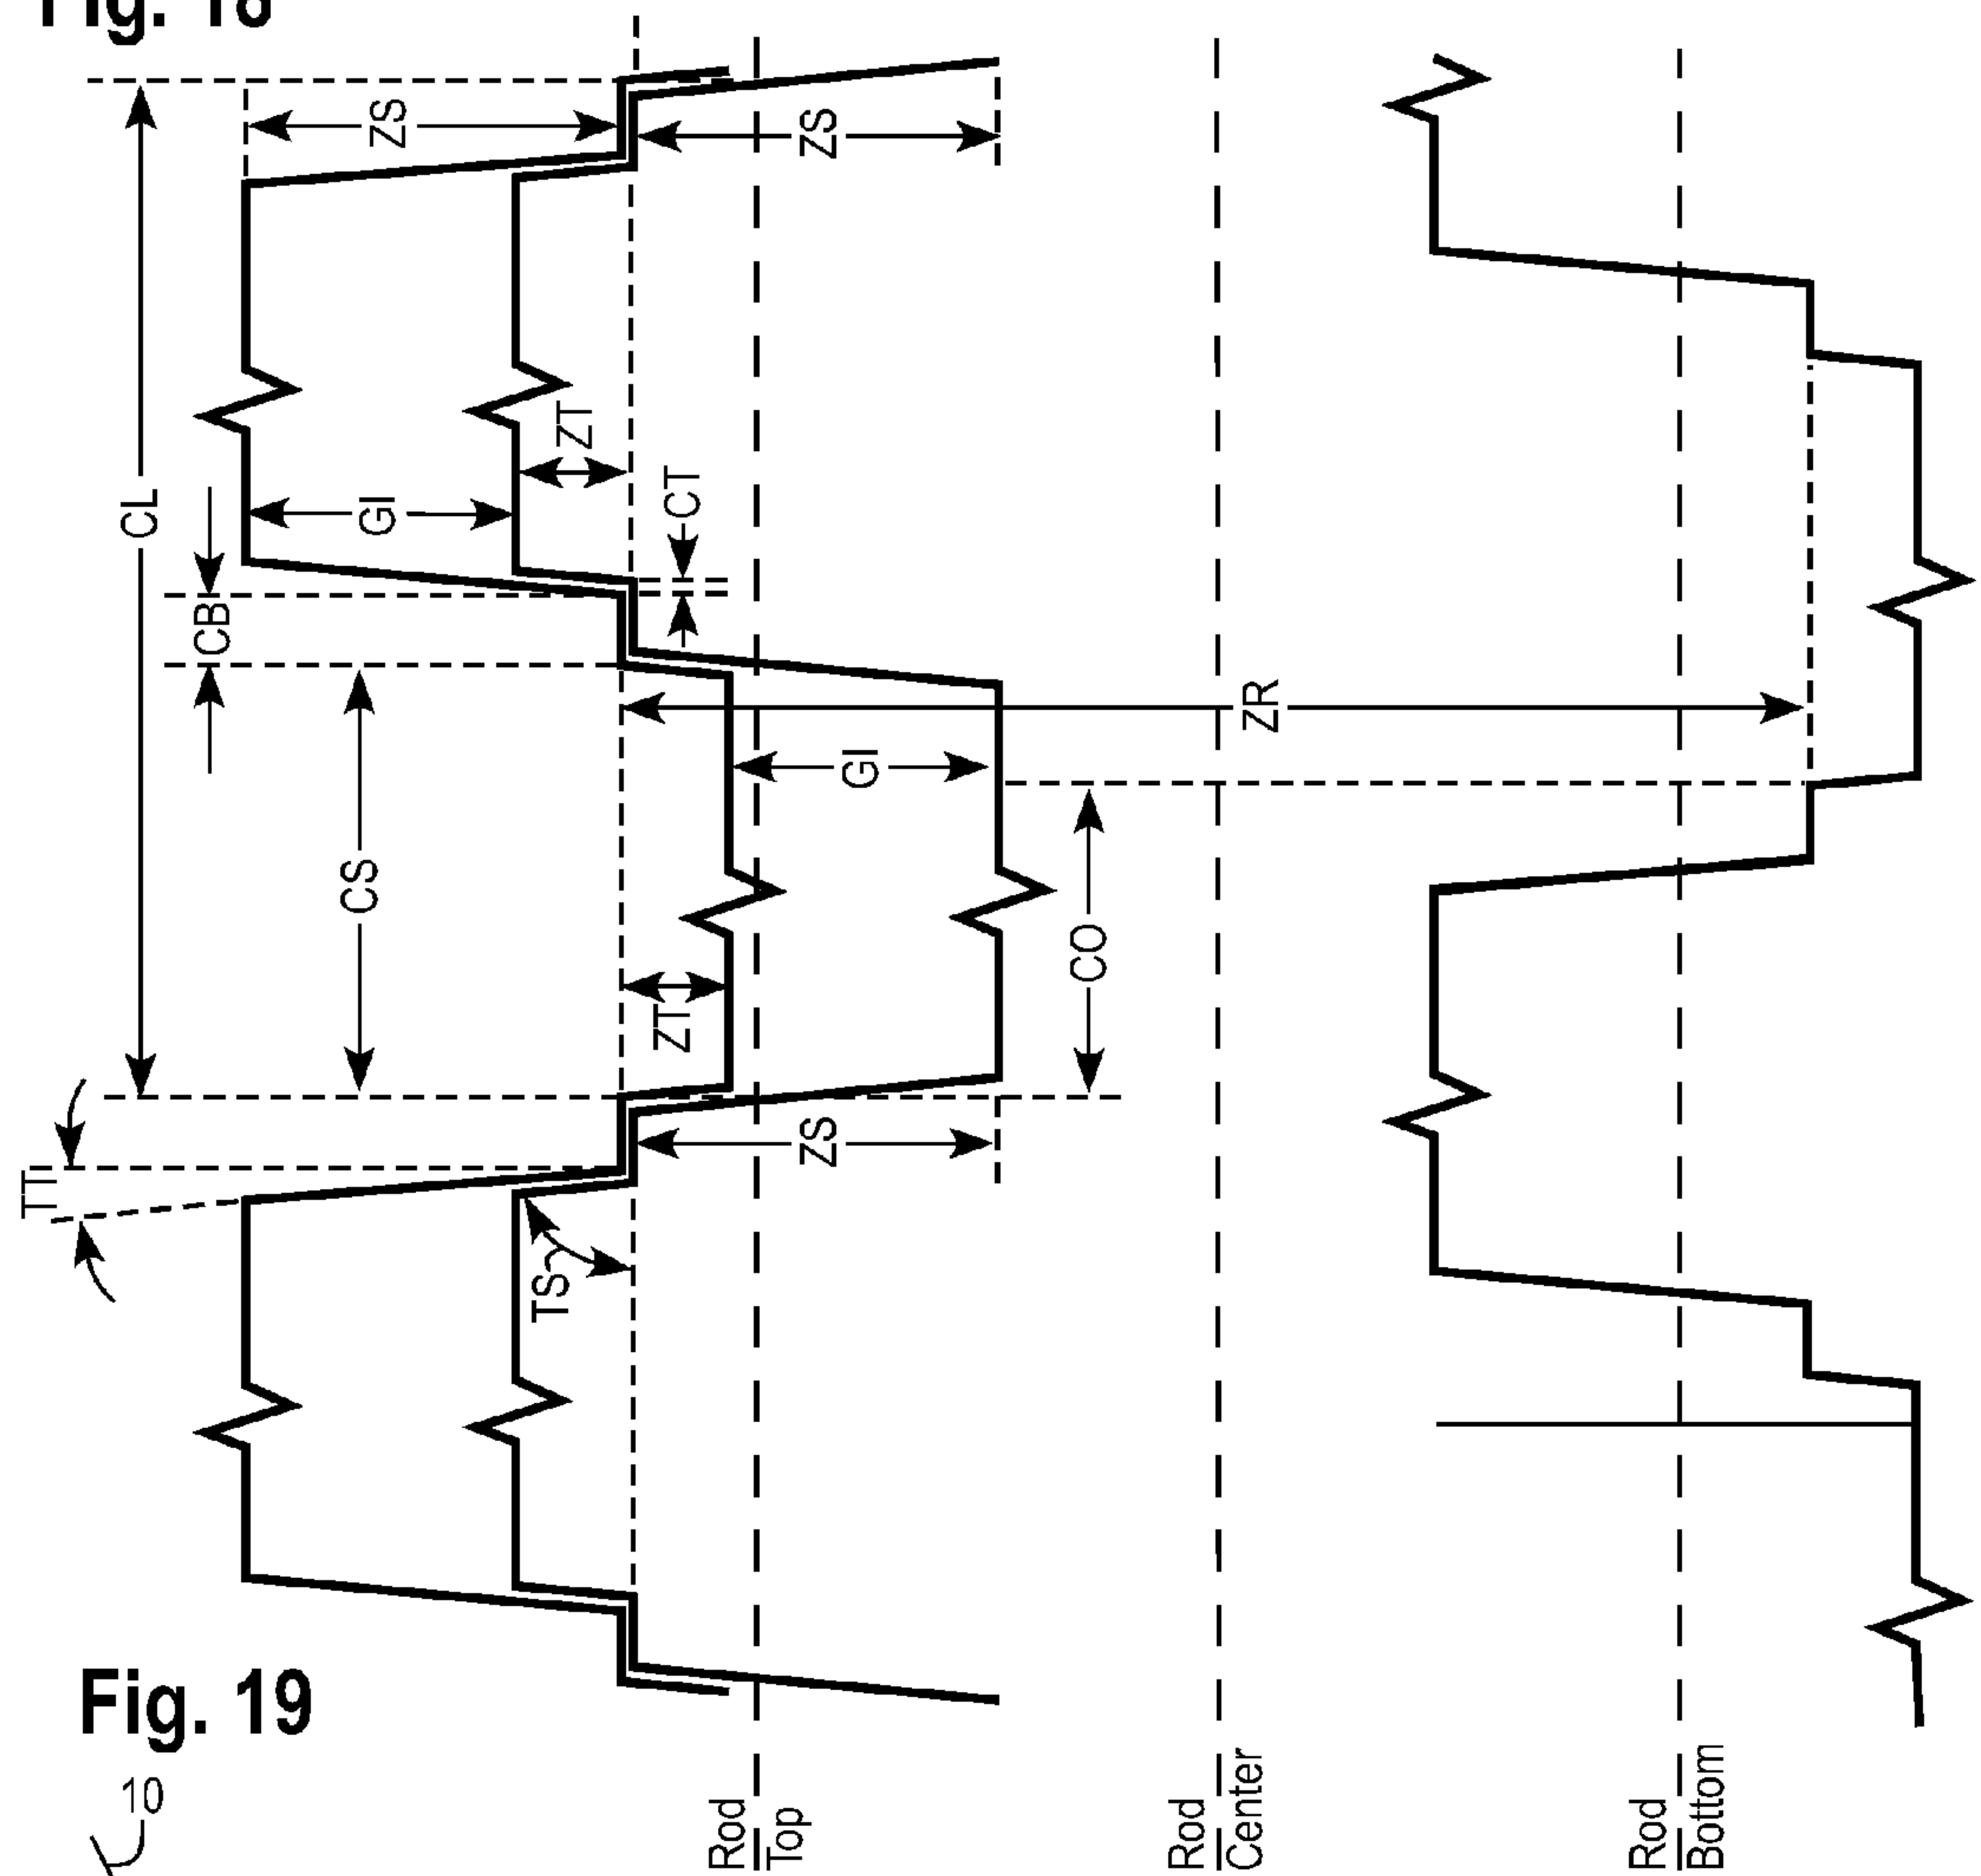 Fig. 18
ZS
ZS
CL
ZT
CT
GI
CB
ZR
GI
CS
CO
ZT
ZS
TT
TS
Fig. 19
10
Rod
Top
Rod
Center
Rod
Bottom